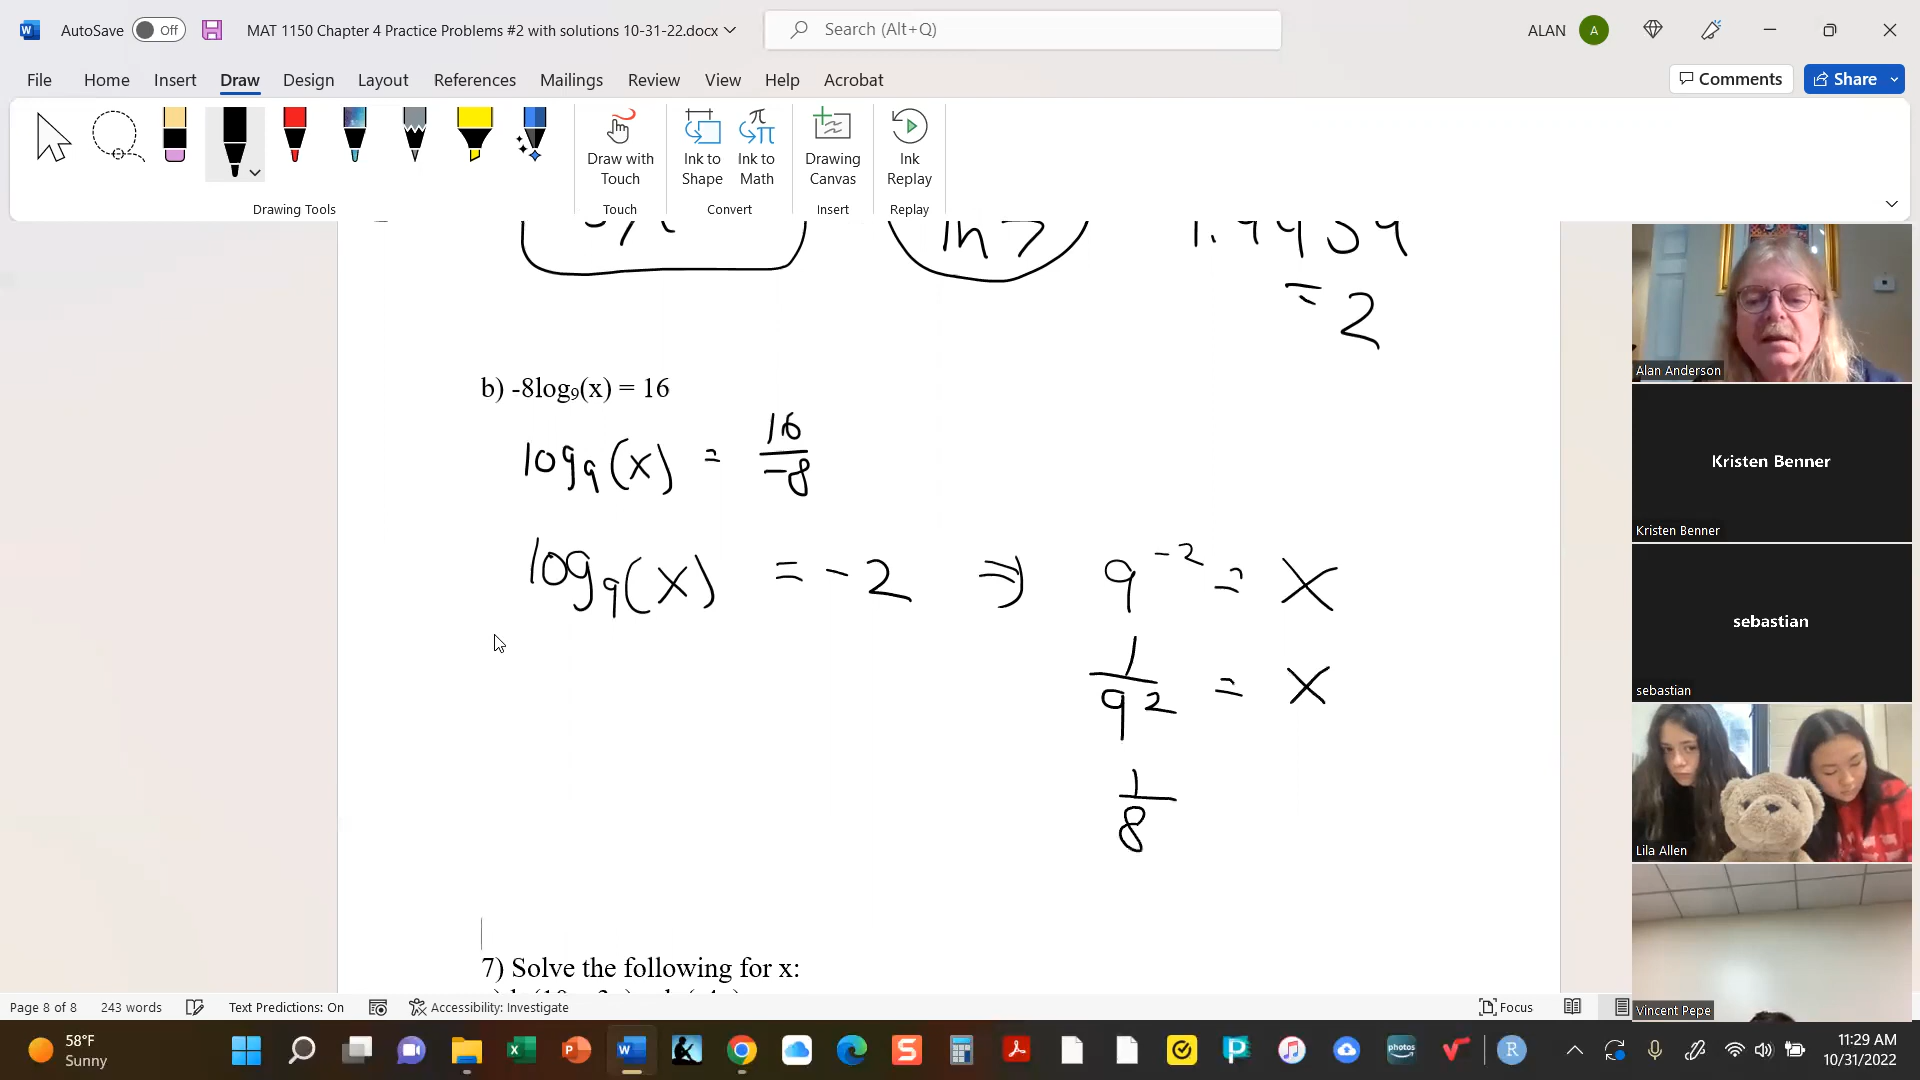 AutoSave Off MAT 1150 Chapter 4 Practice Problems #2 with solutions 10-31-22.docx Search (Alt+Q) ALAN A
File Home Insert Draw Design Layout References Mailings Review View Help Acrobat Comments Share
Draw with Touch
Ink to Shape
Ink to Math
Drawing Canvas
Ink Replay
Drawing Tools Touch Convert Insert Replay
ln 7
= 2
b) -8log₉(x) = 16
log₉(x) = 16/-8
log₉(x) = -2 ⇒ 9⁻² = x
1/9² = x
1/8
7) Solve the following for x:
Alan Anderson
Kristen Benner
Kristen Benner
sebastian
sebastian
Lila Allen
Vincent Pepe
Page 8 of 8 243 words Text Predictions: On Accessibility: Investigate Focus
58°F
Sunny
photos
R
11:29 AM
10/31/2022